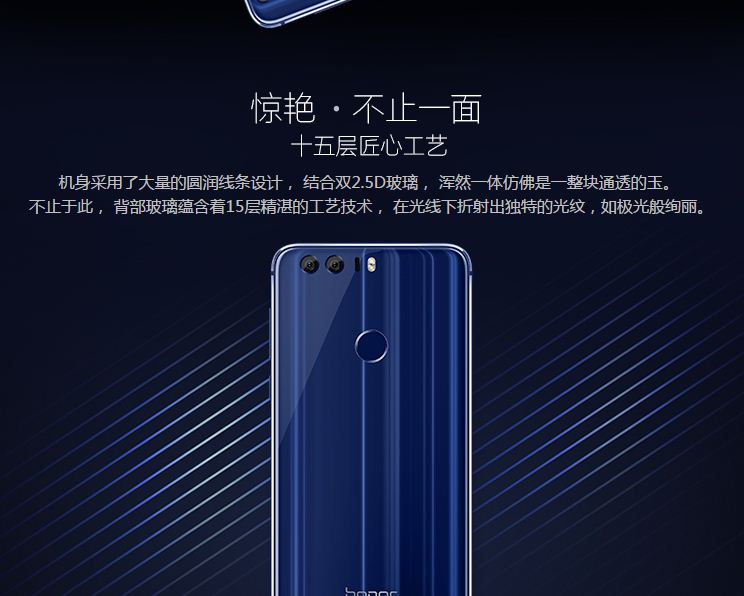 惊艳 · 不止一面
十五层匠心工艺
机身采用了大量的圆润线条设计， 结合双2.5D玻璃， 浑然一体仿佛是一整块通透的玉。
不止于此， 背部玻璃蕴含着15层精湛的工艺技术， 在光线下折射出独特的光纹，如极光般绚丽。
honor